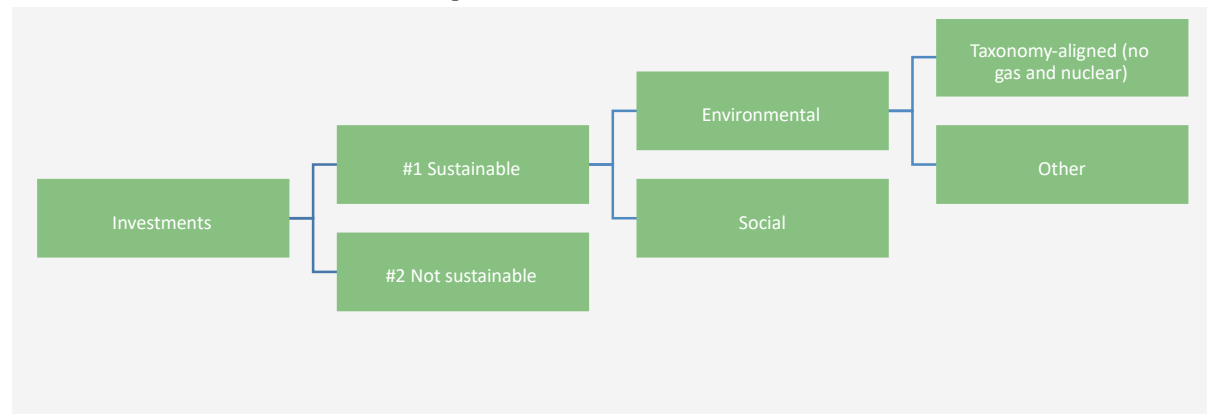 Taxonomy-aligned (no
gas and nuclear)
Environmental
#1 Sustainable
Other
Investments
Social
#2 Not sustainable